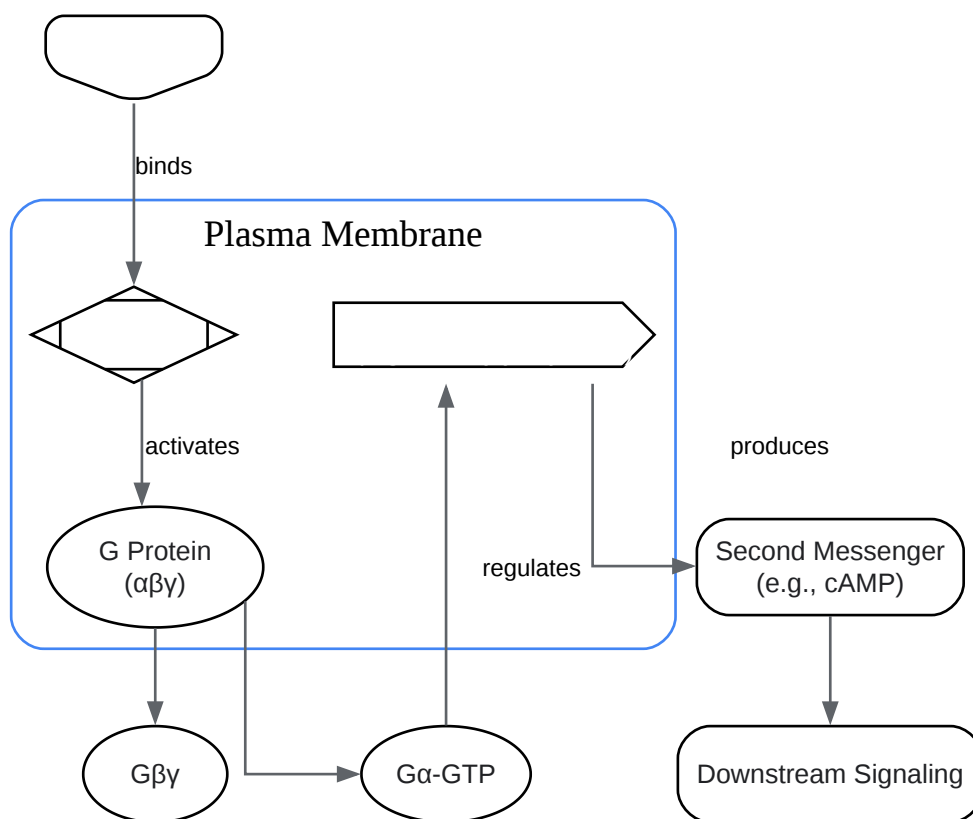 binds
Plasma Membrane
activates
produces
G Protein
(αβγ)
regulates
Second Messenger
(e.g., cAMP)
Gβγ
Gα-GTP
Downstream Signaling